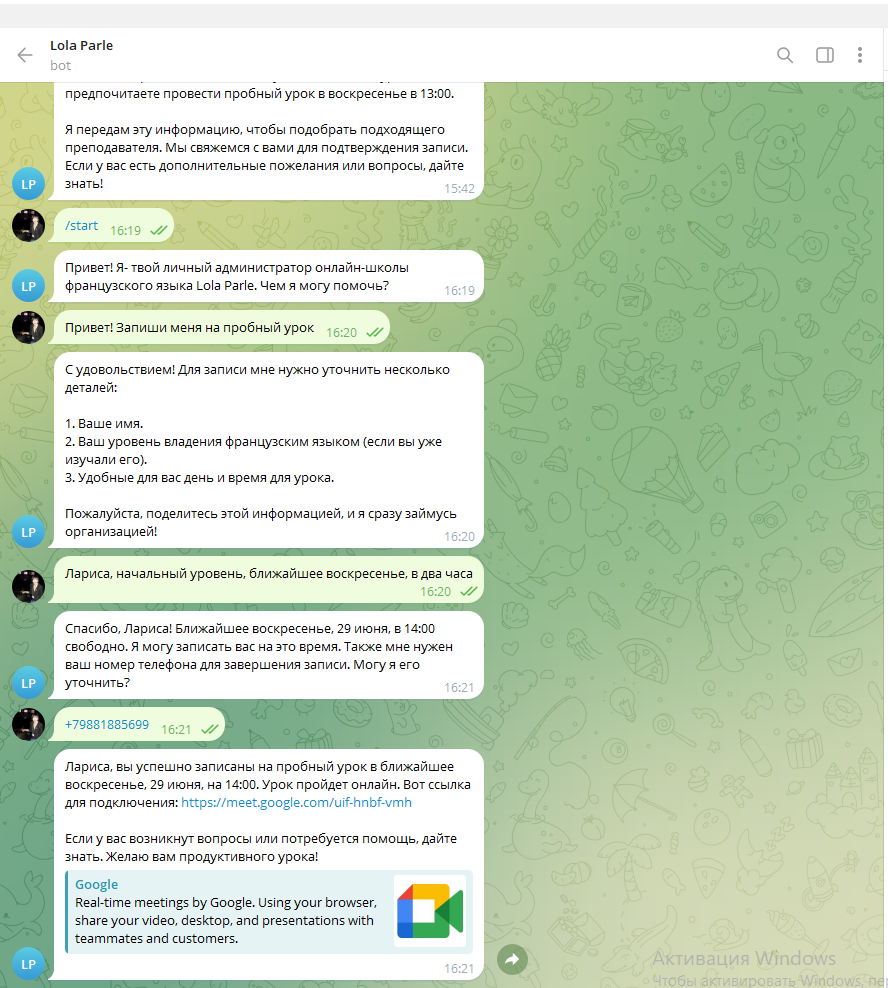 Lola Parle
bot
предпочитаете провести пробный урок в воскресенье в 13:00.
Я передам эту информацию, чтобы подобрать подходящего
преподавателя. Мы свяжемся с вами для подтверждения записи.
Если у вас есть дополнительные пожелания или вопросы, дайте
знать!
15:42
LP
/start
16:19
Привет! Я- твой личный администратор онлайн-школы
французского языка Lola Parle. Чем я могу помочь?
16:19
LP
Привет! Запиши меня на пробный урок
16:20
С удовольствием! Для записи мне нужно уточнить несколько
деталей:
1. Ваше имя.
2. Ваш уровень владения французским языком (если вы уже
изучали его).
3. Удобные для вас день и время для урока.
Пожалуйста, поделитесь этой информацией, и я сразу займусь
организацией!
16:20
LP
Лариса, начальный уровень, ближайшее воскресенье, в два часа
16:20
Спасибо, Лариса! Ближайшее воскресенье, 29 июня, в 14:00
свободно. Я могу записать вас на это время. Также мне нужен
ваш номер телефона для завершения записи. Могу я его
уточнить?
16:21
LP
+79881885699
16:21
Лариса, вы успешно записаны на пробный урок в ближайшее
воскресенье, 29 июня, на 14:00. Урок пройдет онлайн. Вот ссылка
для подключения: https://meet.google.com/uif-hnbf-vmh
Если у вас возникнут вопросы или потребуется помощь, дайте
знать. Желаю вам продуктивного урока!
Google
Real-time meetings by Google. Using your browser,
share your video, desktop, and presentations with
teammates and customers.
16:21
LP
Активация Windows
Чтобы активировать Windows, пе